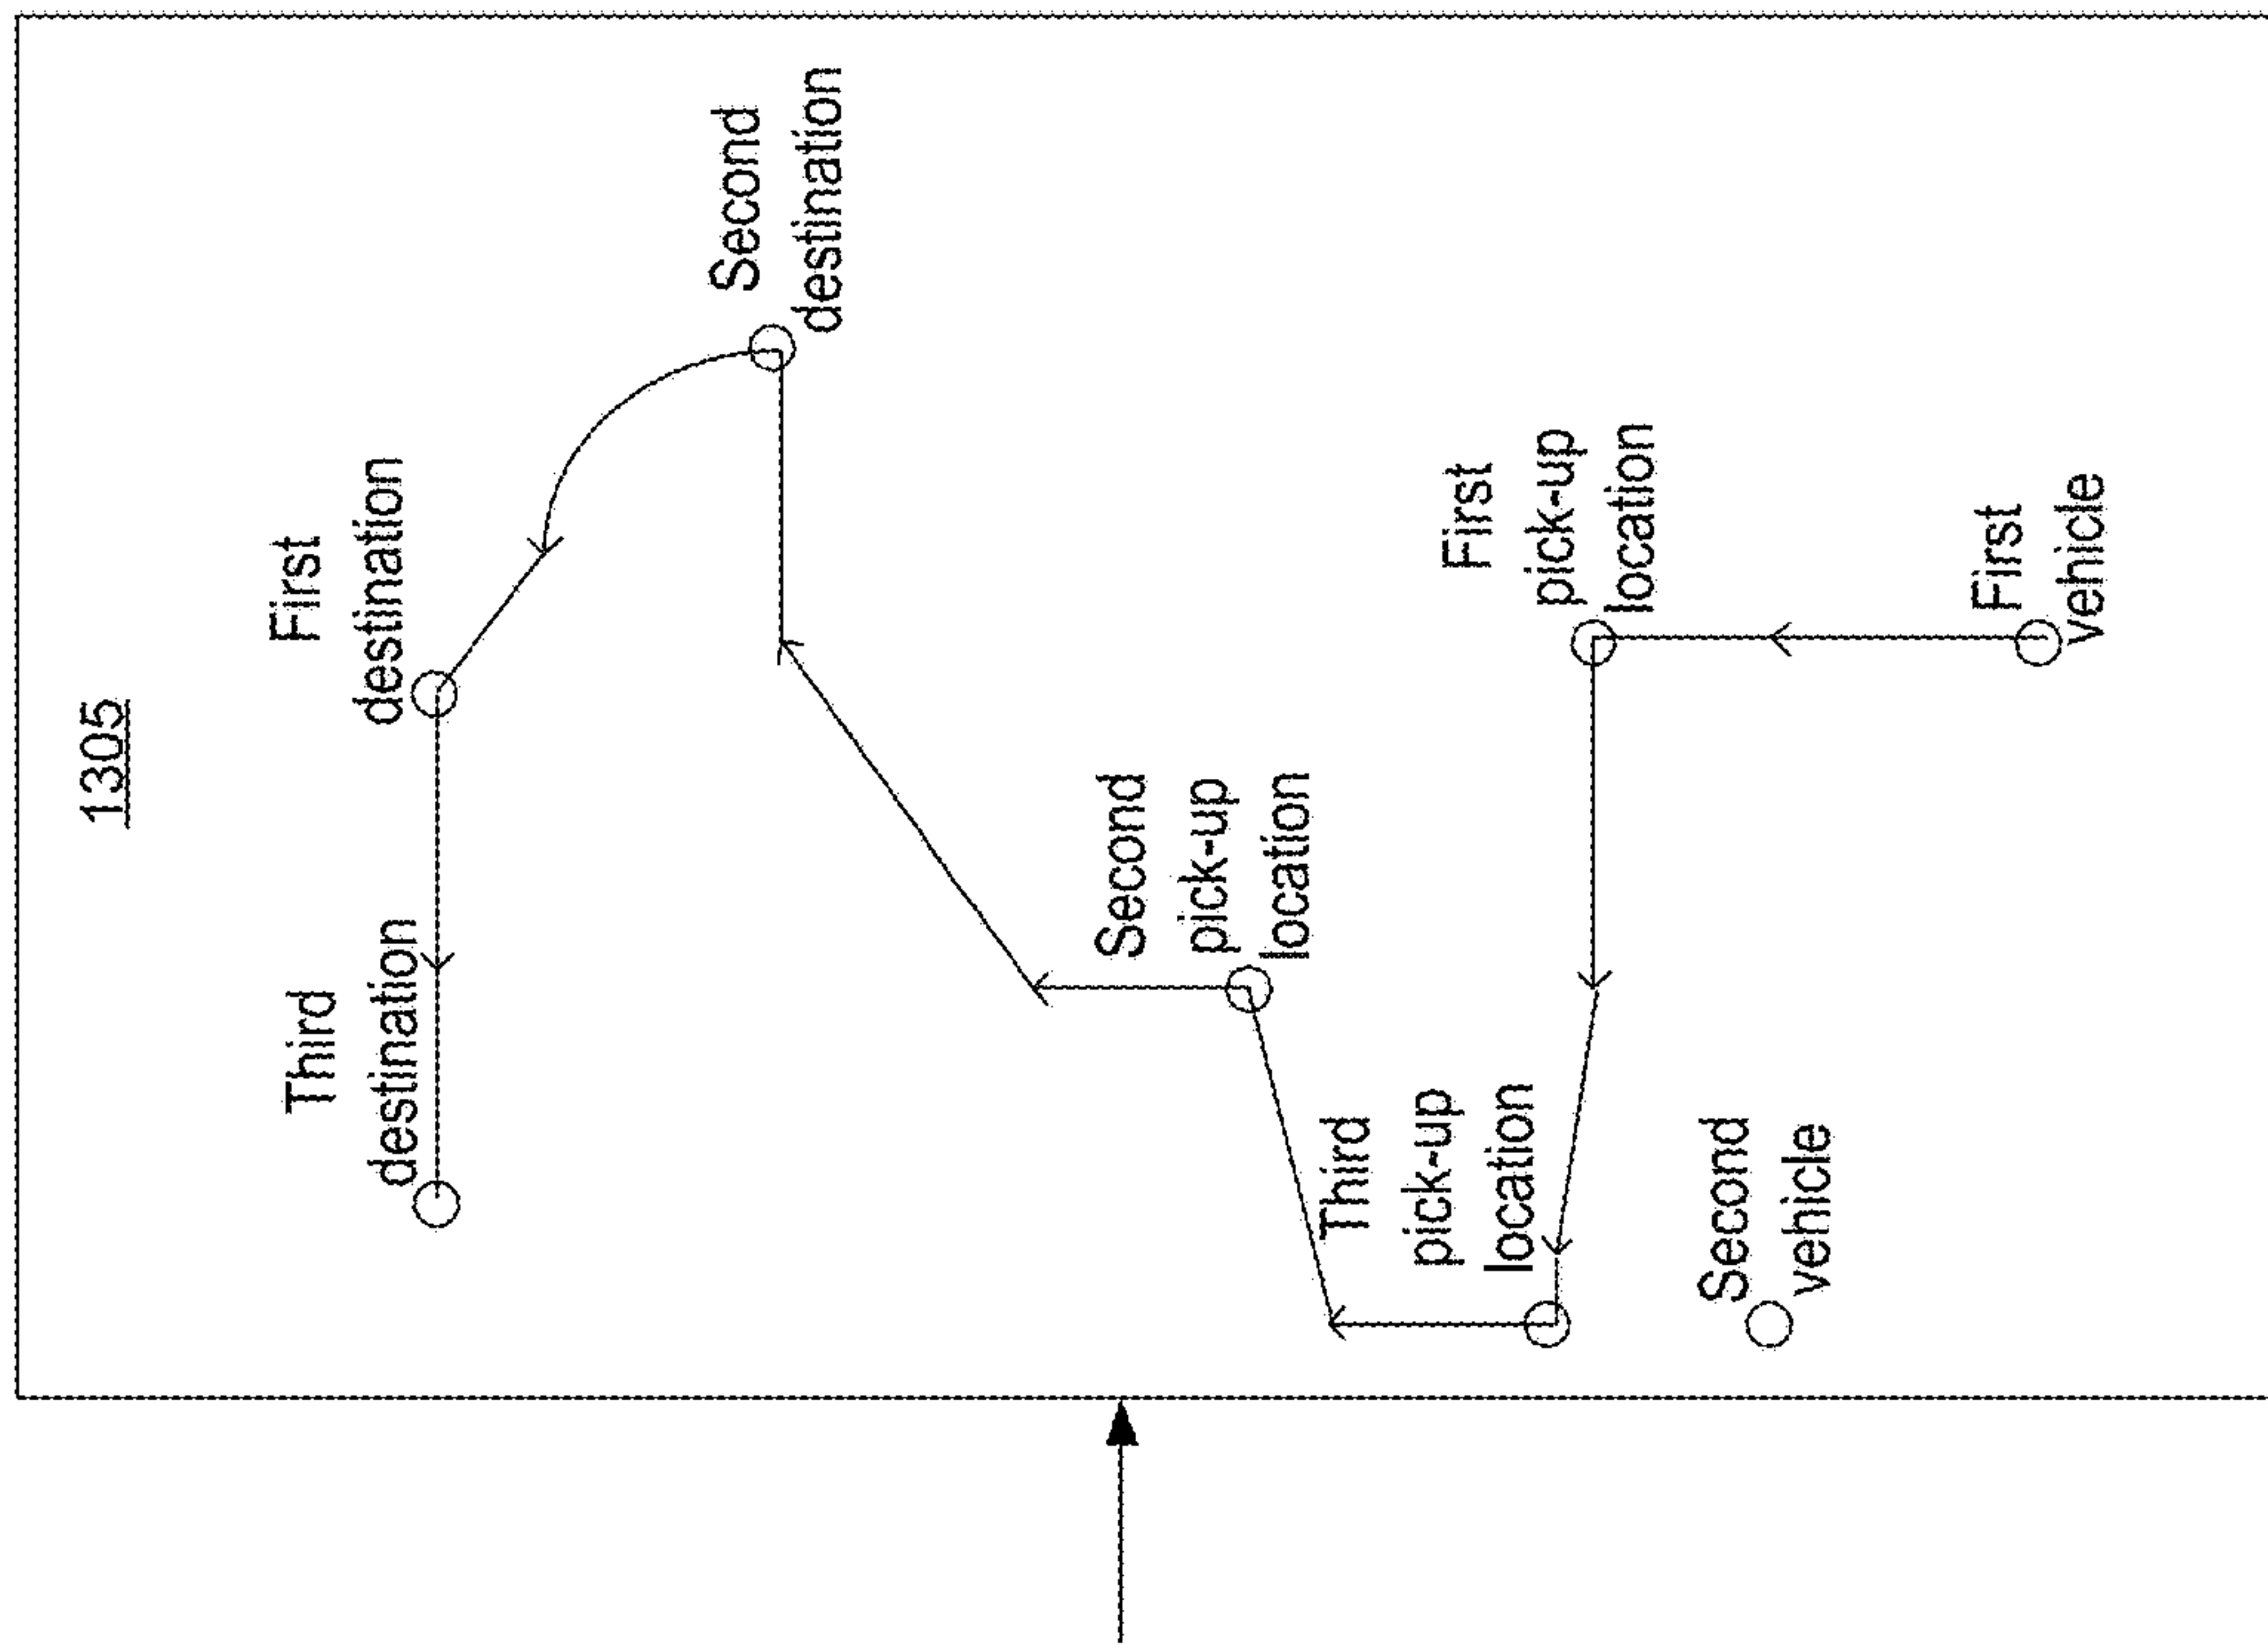 1305
Third
destination
First
destination
Second
destination
Second
pick-up
location
Third
pick-up
location
First
pick-up
location
Second
vehicle
First
vehicle